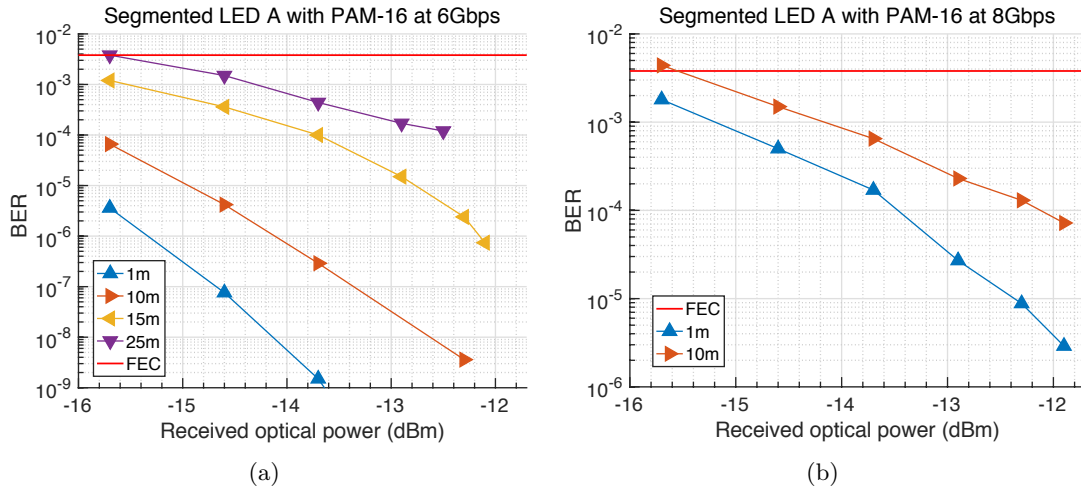 Segmented LED A with PAM-16 at 6Gbps
10^-2
10^-3
10^-4
10^-5
10^-6
10^-7
10^-8
10^-9
BER
1m
10m
15m
25m
FEC
-16 -15 -14 -13 -12
Received optical power (dBm)
(a)
Segmented LED A with PAM-16 at 8Gbps
10^-2
10^-3
10^-4
10^-5
10^-6
BER
FEC
1m
10m
-16 -15 -14 -13 -12
Received optical power (dBm)
(b)